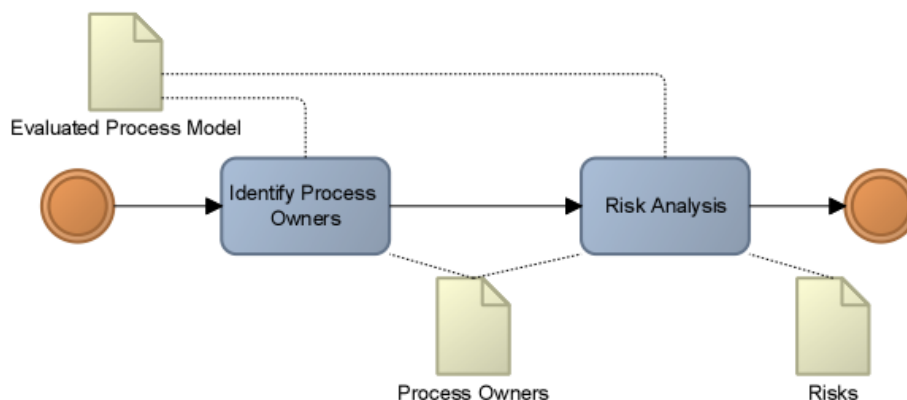 Evaluated Process Model
Identify Process
Owners
Risk Analysis
Process Owners
Risks